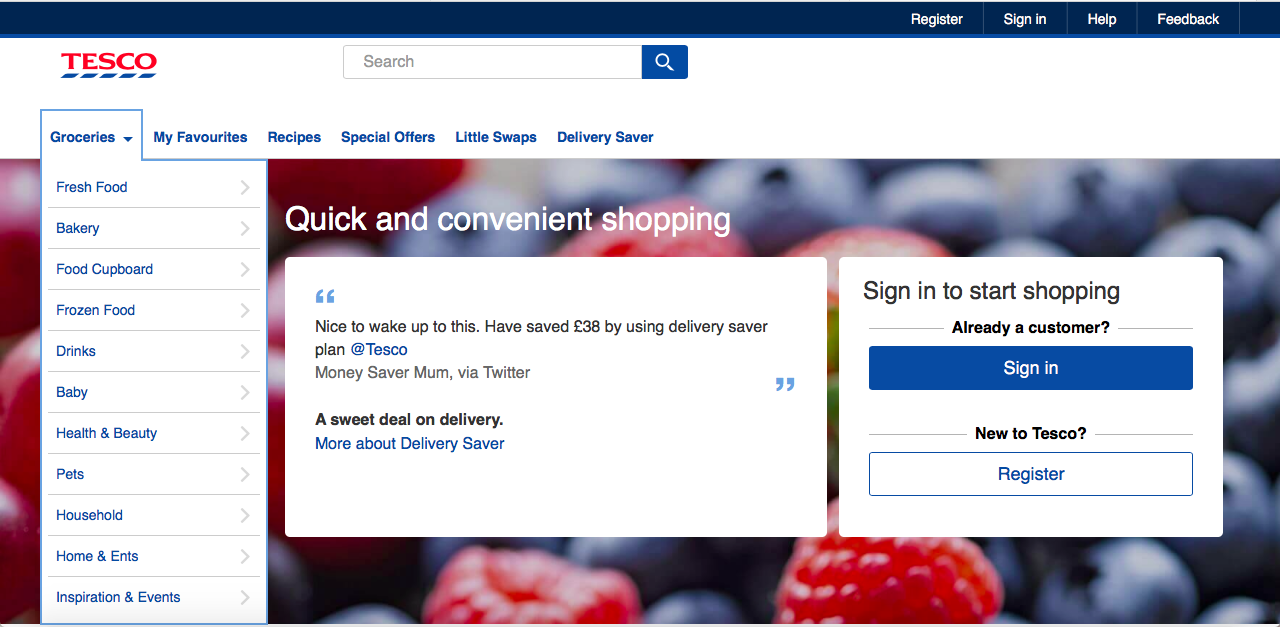 Register Sign in Help Feedback
TESCO
Search
Groceries My Favourites Recipes Special Offers Little Swaps Delivery Saver
Fresh Food
Bakery
Food Cupboard
Frozen Food
Drinks
Baby
Health & Beauty
Pets
Household
Home & Ents
Inspiration & Events
Quick and convenient shopping
“
Nice to wake up to this. Have saved £38 by using delivery saver
plan @Tesco
Money Saver Mum, via Twitter
”
A sweet deal on delivery.
More about Delivery Saver
Sign in to start shopping
Already a customer?
Sign in
New to Tesco?
Register